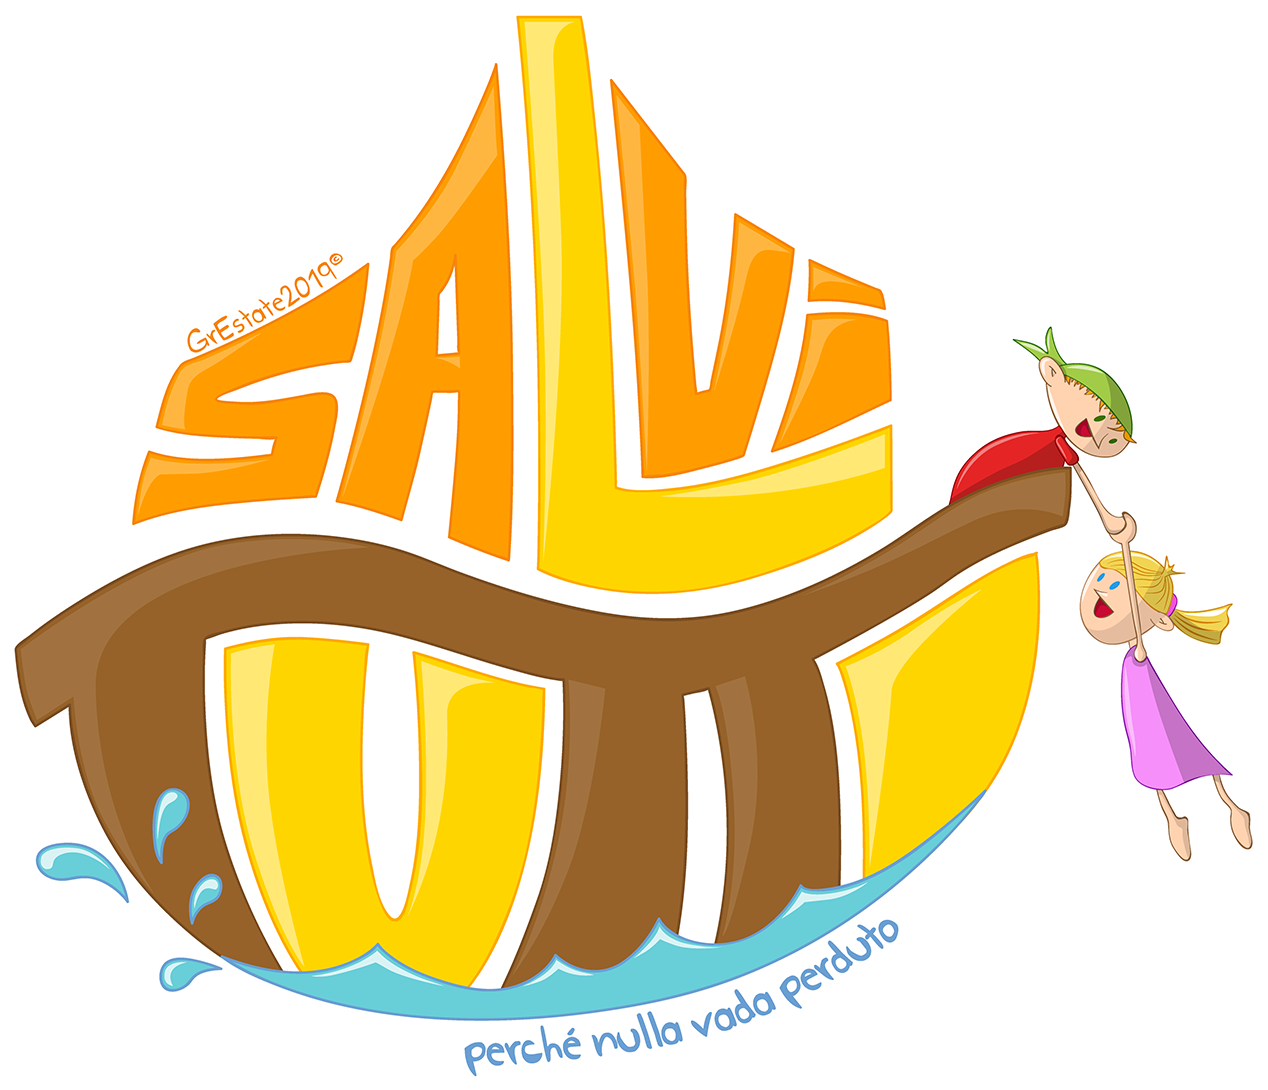 GrEstate2019©
SALVi
TUTTI
perché nulla vada perduto